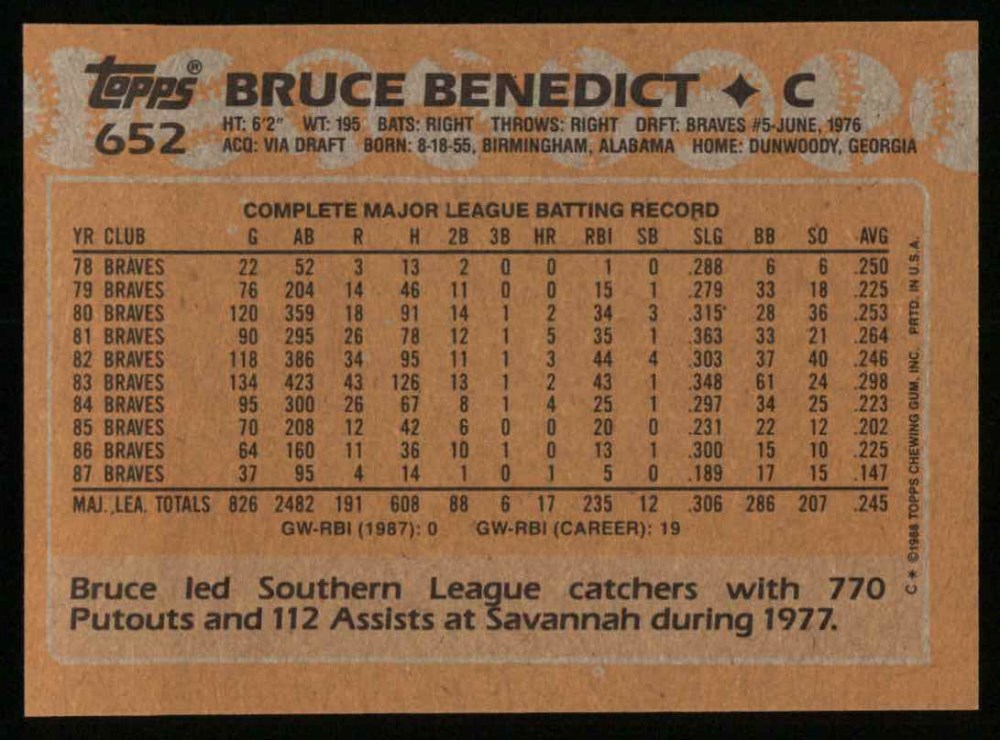 Topps® BRUCE BENEDICT ✦ C
652
HT: 6'2" WT: 195 BATS: RIGHT THROWS: RIGHT DRFT: BRAVES #5-JUNE, 1976
ACQ: VIA DRAFT BORN: 8-18-55, BIRMINGHAM, ALABAMA HOME: DUNWOODY, GEORGIA
COMPLETE MAJOR LEAGUE BATTING RECORD
YR CLUB G AB R H 2B 3B HR RBI SB SLG BB SO AVG
78 BRAVES 22 52 3 13 2 0 0 1 0 .288 6 6 .250
79 BRAVES 76 204 14 46 11 0 0 15 1 .279 33 18 .225
80 BRAVES 120 359 18 91 14 1 2 34 3 .315 28 36 .253
81 BRAVES 90 295 26 78 12 1 5 35 1 .363 33 21 .264
82 BRAVES 118 386 34 95 11 1 3 44 4 .303 37 40 .246
83 BRAVES 134 423 43 126 13 1 2 43 1 .348 61 24 .298
84 BRAVES 95 300 26 67 8 1 4 25 1 .297 34 25 .223
85 BRAVES 70 208 12 42 6 0 0 20 0 .231 22 12 .202
86 BRAVES 64 160 11 36 10 1 0 13 1 .300 15 10 .225
87 BRAVES 37 95 4 14 1 0 1 5 0 .189 17 15 .147
MAJ. LEA. TOTALS 826 2482 191 608 88 6 17 235 12 .306 286 207 .245
GW-RBI (1987): 0 GW-RBI (CAREER): 19
Bruce led Southern League catchers with 770
Putouts and 112 Assists at Savannah during 1977.
C* ©1988 TOPPS CHEWING GUM, INC. PRTD. IN U.S.A.